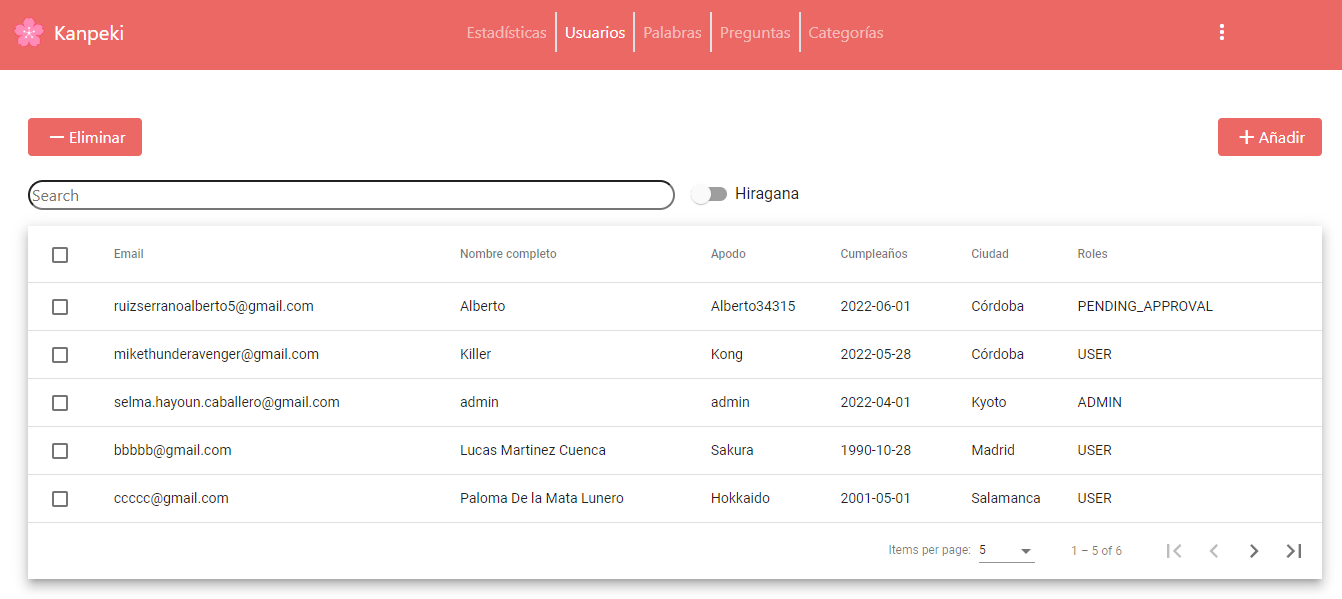 Kanpeki Estadísticas Usuarios Palabras Preguntas Categorías
Eliminar Añadir
Search Hiragana
Email Nombre completo Apodo Cumpleaños Ciudad Roles
ruizserranoalberto5@gmail.com Alberto Alberto34315 2022-06-01 Córdoba PENDING_APPROVAL
mikethunderavenger@gmail.com Killer Kong 2022-05-28 Córdoba USER
selma.hayoun.caballero@gmail.com admin admin 2022-04-01 Kyoto ADMIN
bbbbb@gmail.com Lucas Martinez Cuenca Sakura 1990-10-28 Madrid USER
ccccc@gmail.com Paloma De la Mata Lunero Hokkaido 2001-05-01 Salamanca USER
Items per page: 5 1 – 5 of 6